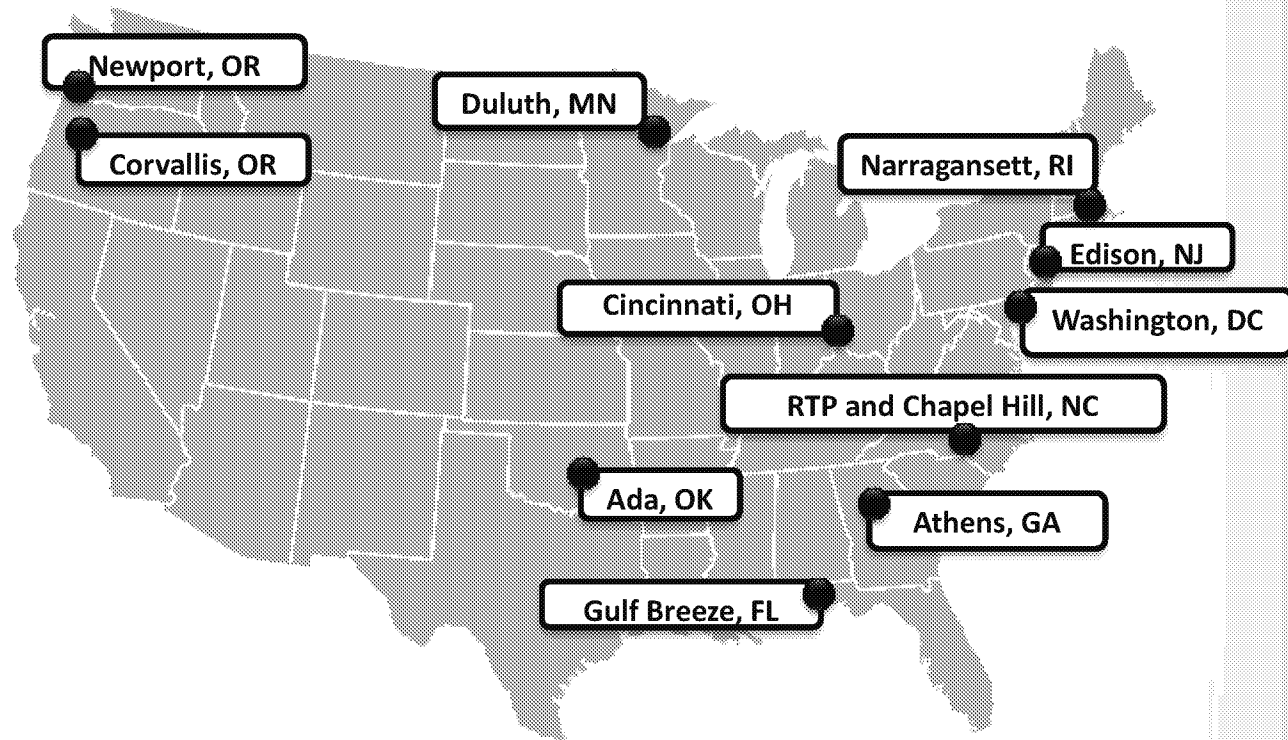 Newport, OR
Duluth, MN
Corvallis, OR
Narragansett, RI
Edison, NJ
Cincinnati, OH
Washington, DC
RTP and Chapel Hill, NC
Ada, OK
Athens, GA
Gulf Breeze, FL